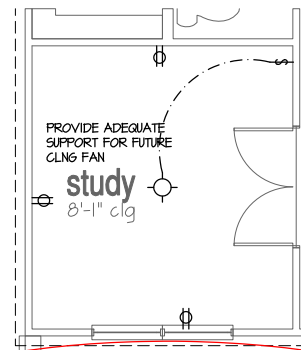 $
PROVIDE ADEQUATE
SUPPORT FOR FUTURE
CLNG FAN
study
8'-1" clg